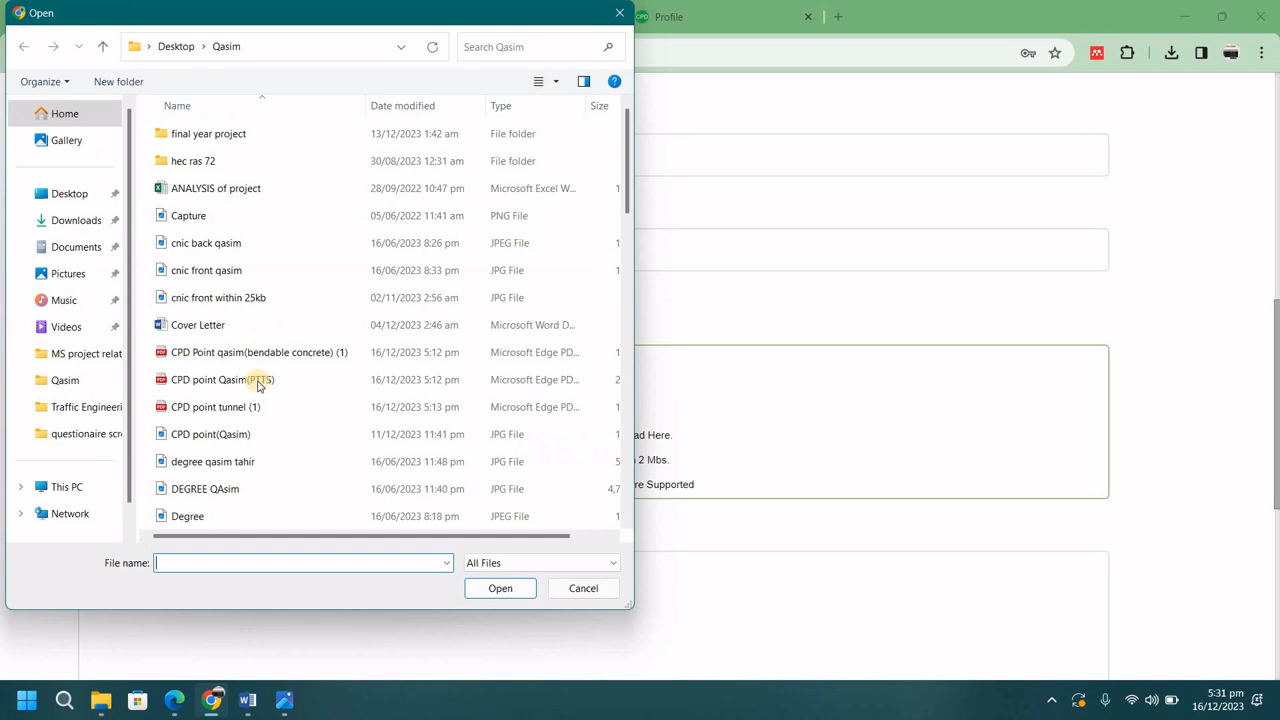 Open
CPD Profile
Desktop > Qasim
Search Qasim
Organize
New folder
Home
Gallery
Desktop
Downloads
Documents
Pictures
Music
Videos
MS project relat
Qasim
Traffic Engineeri
questionaire scre
This PC
Network
Name Date modified Type Size
final year project 13/12/2023 1:42 am File folder
hec ras 72 30/08/2023 12:31 am File folder
ANALYSIS of project 28/09/2022 10:47 pm Microsoft Excel W... 1
Capture 05/06/2022 11:41 am PNG File
cnic back qasim 16/06/2023 8:26 pm JPEG File 1
cnic front qasim 16/06/2023 8:33 pm JPG File 1
cnic front within 25kb 02/11/2023 2:56 am JPG File
Cover Letter 04/12/2023 2:46 am Microsoft Word D...
CPD Point qasim(bendable concrete) (1) 16/12/2023 5:12 pm Microsoft Edge PD... 1
CPD point Qasim(PTTS) 16/12/2023 5:12 pm Microsoft Edge PD... 2
CPD point tunnel (1) 16/12/2023 5:13 pm Microsoft Edge PD... 1
CPD point(Qasim) 11/12/2023 11:41 pm JPG File 1
degree qasim tahir 16/06/2023 11:48 pm JPG File 5
DEGREE QAsim 16/06/2023 11:40 pm JPG File 4,7
Degree 16/06/2023 8:18 pm JPEG File 1
File name:
All Files
Open
Cancel
ad Here.
2 Mbs.
re Supported
5:31 pm
16/12/2023